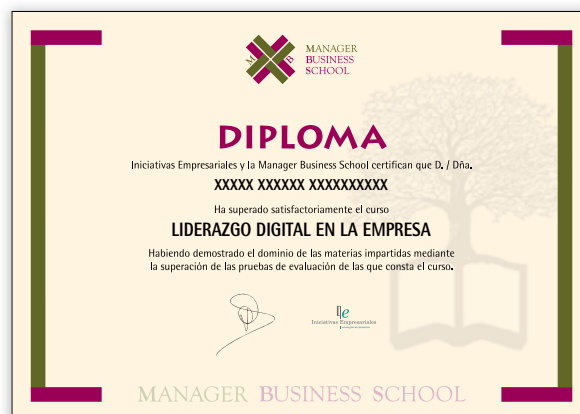 M B
MANAGER
BUSINESS
SCHOOL
DIPLOMA
Iniciativas Empresariales y la Manager Business School certifican que D. / Dña.
XXXXX XXXXXX XXXXXXXXXX
Ha superado satisfactoriamente el curso
LIDERAZGO DIGITAL EN LA EMPRESA
Habiendo demostrado el dominio de las materias impartidas mediante
la superación de las pruebas de evaluación de las que consta el curso.
Iniciativas Empresariales
MANAGER BUSINESS SCHOOL